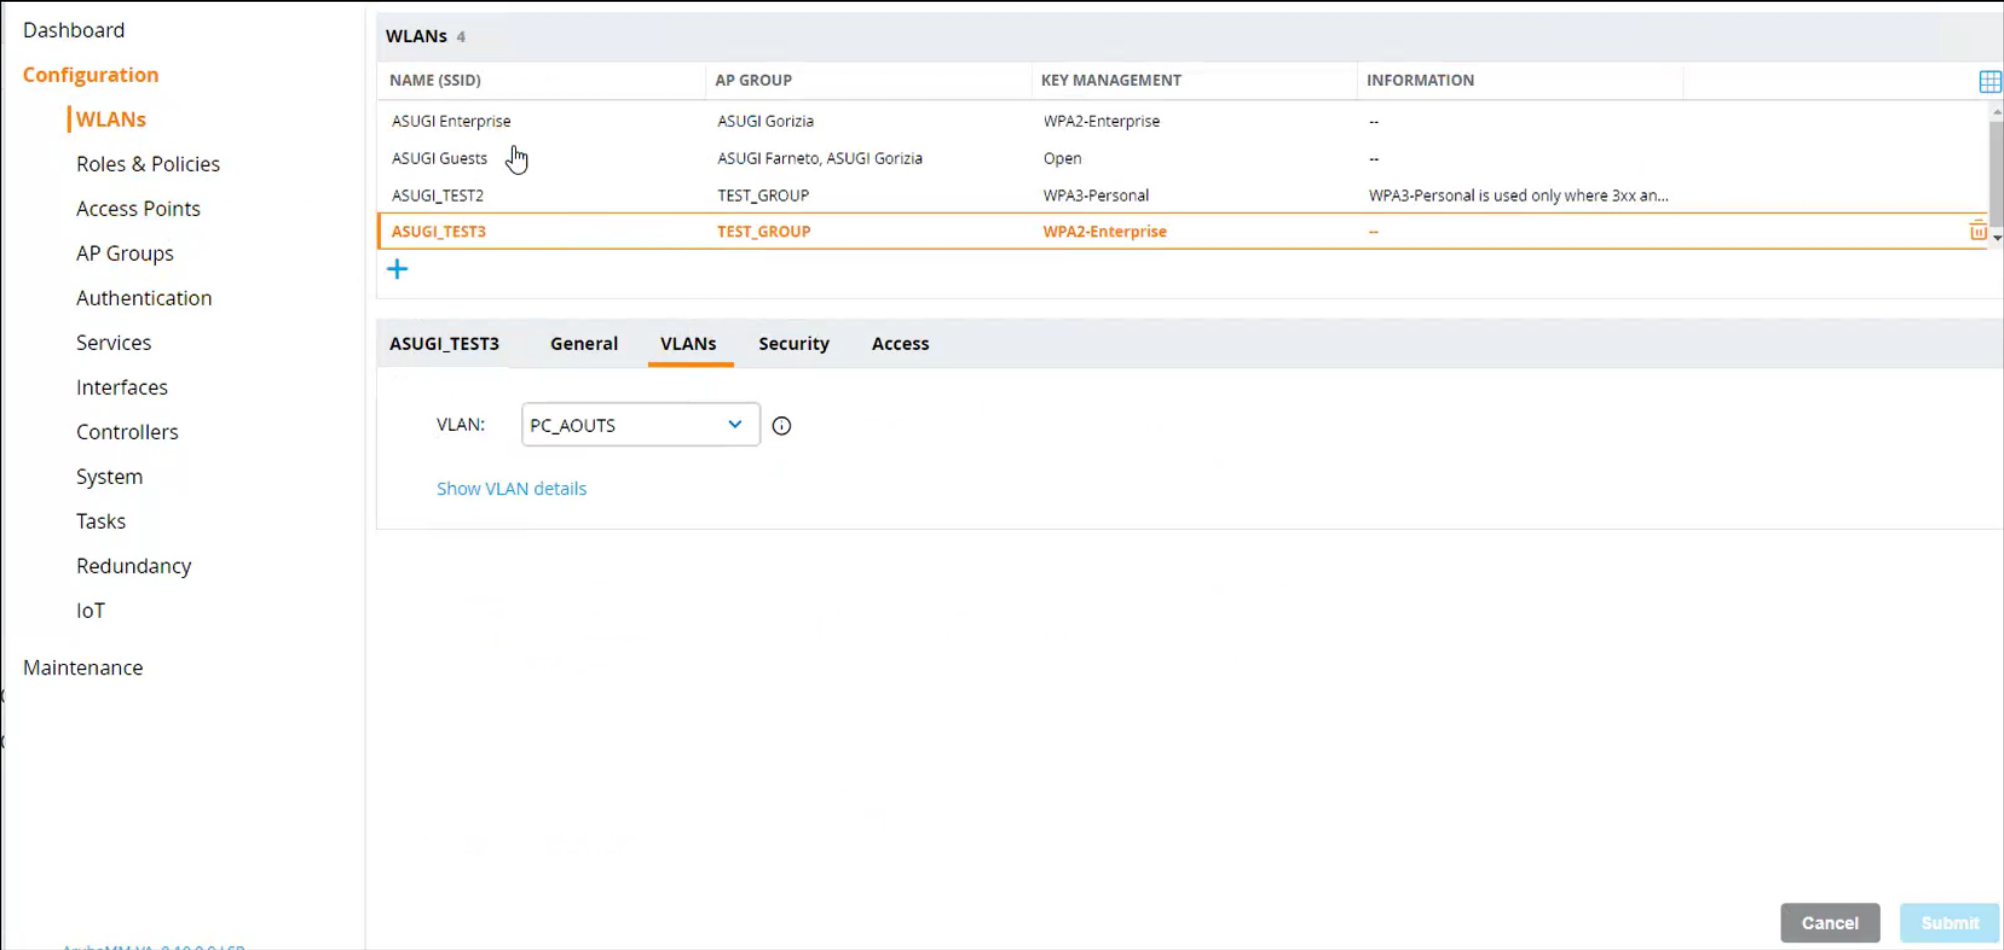 Dashboard
Configuration
WLANs
Roles & Policies
Access Points
AP Groups
Authentication
Services
Interfaces
Controllers
System
Tasks
Redundancy
IoT
Maintenance
WLANs 4
NAME (SSID) AP GROUP KEY MANAGEMENT INFORMATION
ASUGI Enterprise ASUGI Gorizia WPA2-Enterprise --
ASUGI Guests ASUGI Farneto, ASUGI Gorizia Open --
ASUGI_TEST2 TEST_GROUP WPA3-Personal WPA3-Personal is used only where 3xx an...
ASUGI_TEST3 TEST_GROUP WPA2-Enterprise --
ASUGI_TEST3 General VLANs Security Access
VLAN: PC_AOUTS
Show VLAN details
Cancel Submit